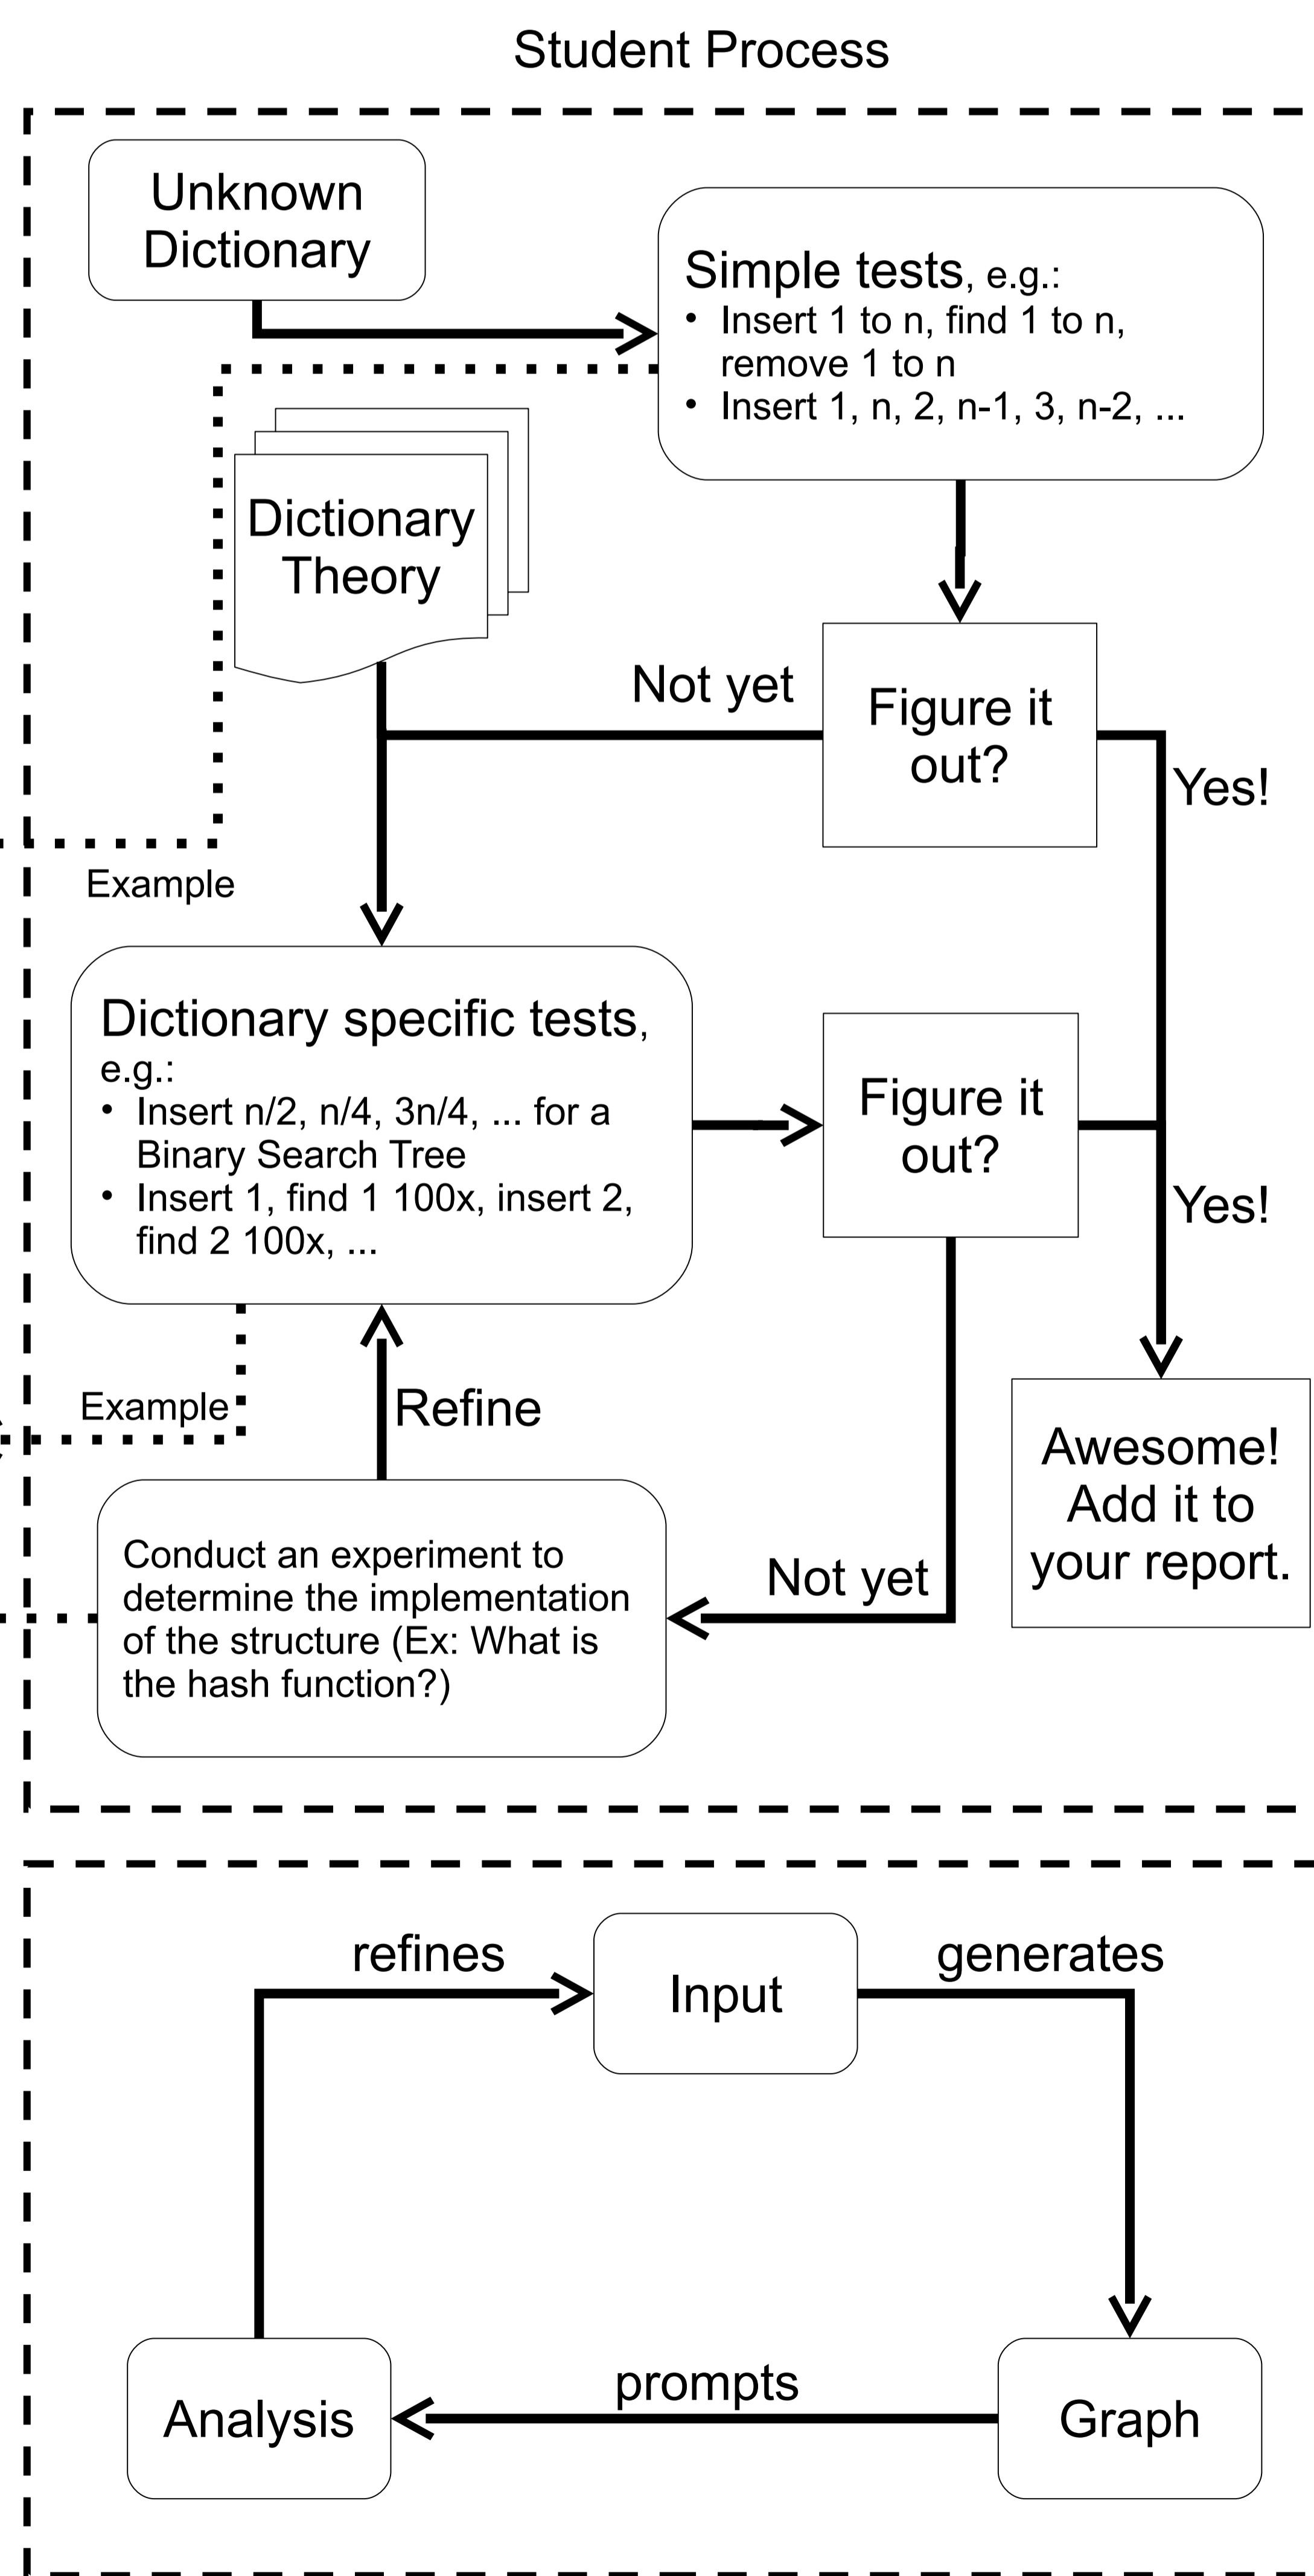 Student Process
Unknown
Dictionary
Simple tests, e.g.:
• Insert 1 to n, find 1 to n,
remove 1 to n
• Insert 1, n, 2, n-1, 3, n-2, ...
Dictionary
Theory
Not yet
Figure it
out?
Yes!
Example
Dictionary specific tests,
e.g.:
• Insert n/2, n/4, 3n/4, ... for a
Binary Search Tree
• Insert 1, find 1 100x, insert 2,
find 2 100x, ...
Figure it
out?
Yes!
Example
Refine
Awesome!
Add it to
your report.
Conduct an experiment to
determine the implementation
of the structure (Ex: What is
the hash function?)
Not yet
refines
Input
generates
Analysis
prompts
Graph